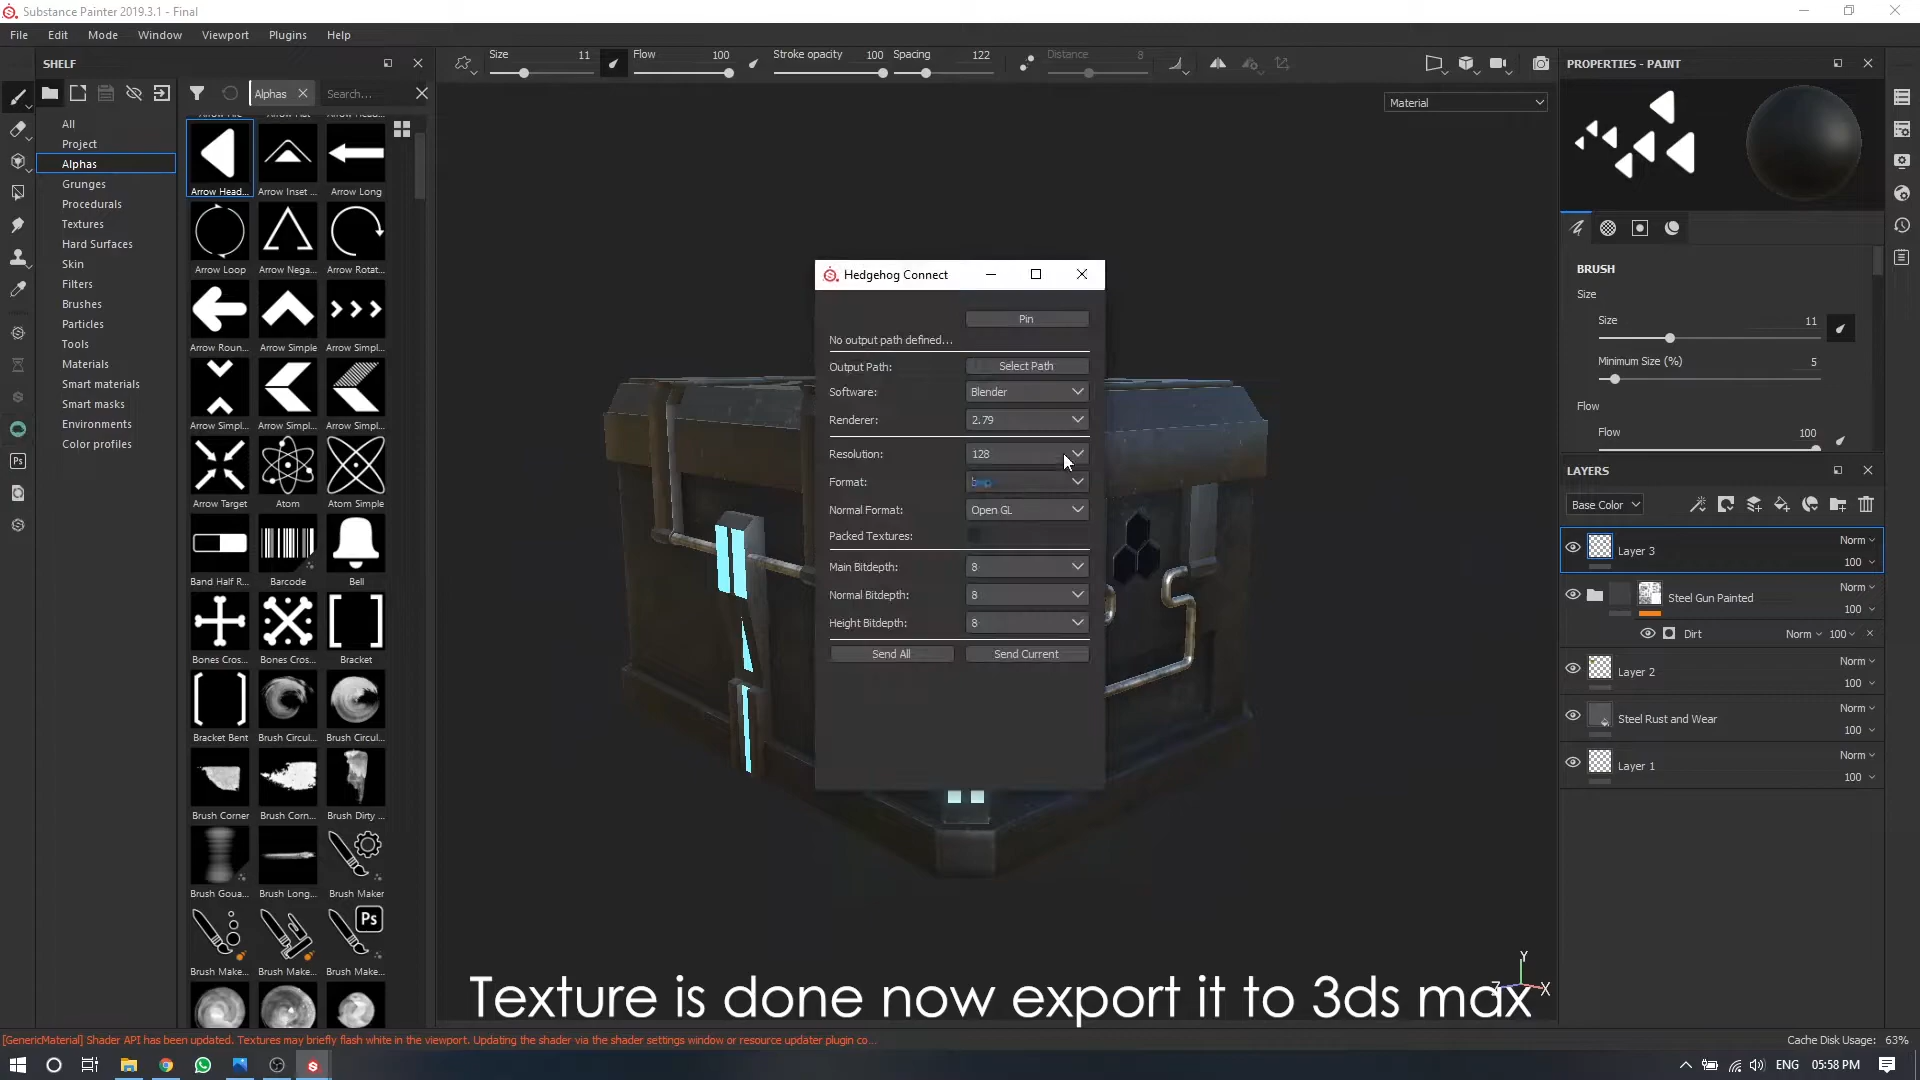 Substance Painter 2019.3.1 - Final
File Edit Mode Window Viewport Plugins Help
SHELF
Size 11 Flow 100 Stroke opacity 100 Spacing 122 Distance 8
Alphas
Search...
All
Project
Alphas
Grunges
Procedurals
Textures
Hard Surfaces
Skin
Filters
Brushes
Particles
Tools
Materials
Smart materials
Smart masks
Environments
Color profiles
Arrow Head... Arrow Inset ... Arrow Long
Arrow Loop Arrow Nega... Arrow Rotat...
Arrow Roun... Arrow Simple Arrow Simpl...
Arrow Simpl... Arrow Simpl... Arrow Simpl...
Arrow Target Atom Atom Simple
Band Half R... Barcode Bell
Bones Cros... Bones Cros... Bracket
Bracket Bent Brush Circul... Brush Circul...
Brush Corner Brush Corn... Brush Dirty ...
Brush Goua... Brush Long... Brush Maker
Ps
Brush Make... Brush Make... Brush Make...
Ps
Material
Hedgehog Connect
Pin
No output path defined...
Output Path: Select Path
Software: Blender
Renderer: 2.79
Resolution: 128
Format:
Normal Format: Open GL
Packed Textures:
Main Bitdepth: 8
Normal Bitdepth: 8
Height Bitdepth: 8
Send All Send Current
Texture is done now export it to 3ds max
Y
Z X
PROPERTIES - PAINT
BRUSH
Size
Size 11
Minimum Size (%) 5
Flow
Flow 100
LAYERS
Base Color
Layer 3 Norm
100
Steel Gun Painted Norm
100
Dirt Norm 100
Layer 2 Norm
100
Steel Rust and Wear Norm
100
Layer 1 Norm
100
[GenericMaterial] Shader API has been updated. Textures may briefly flash white in the viewport. Updating the shader via the shader settings window or resource updater plugin co...
Cache Disk Usage: 63%
ENG 05:58 PM